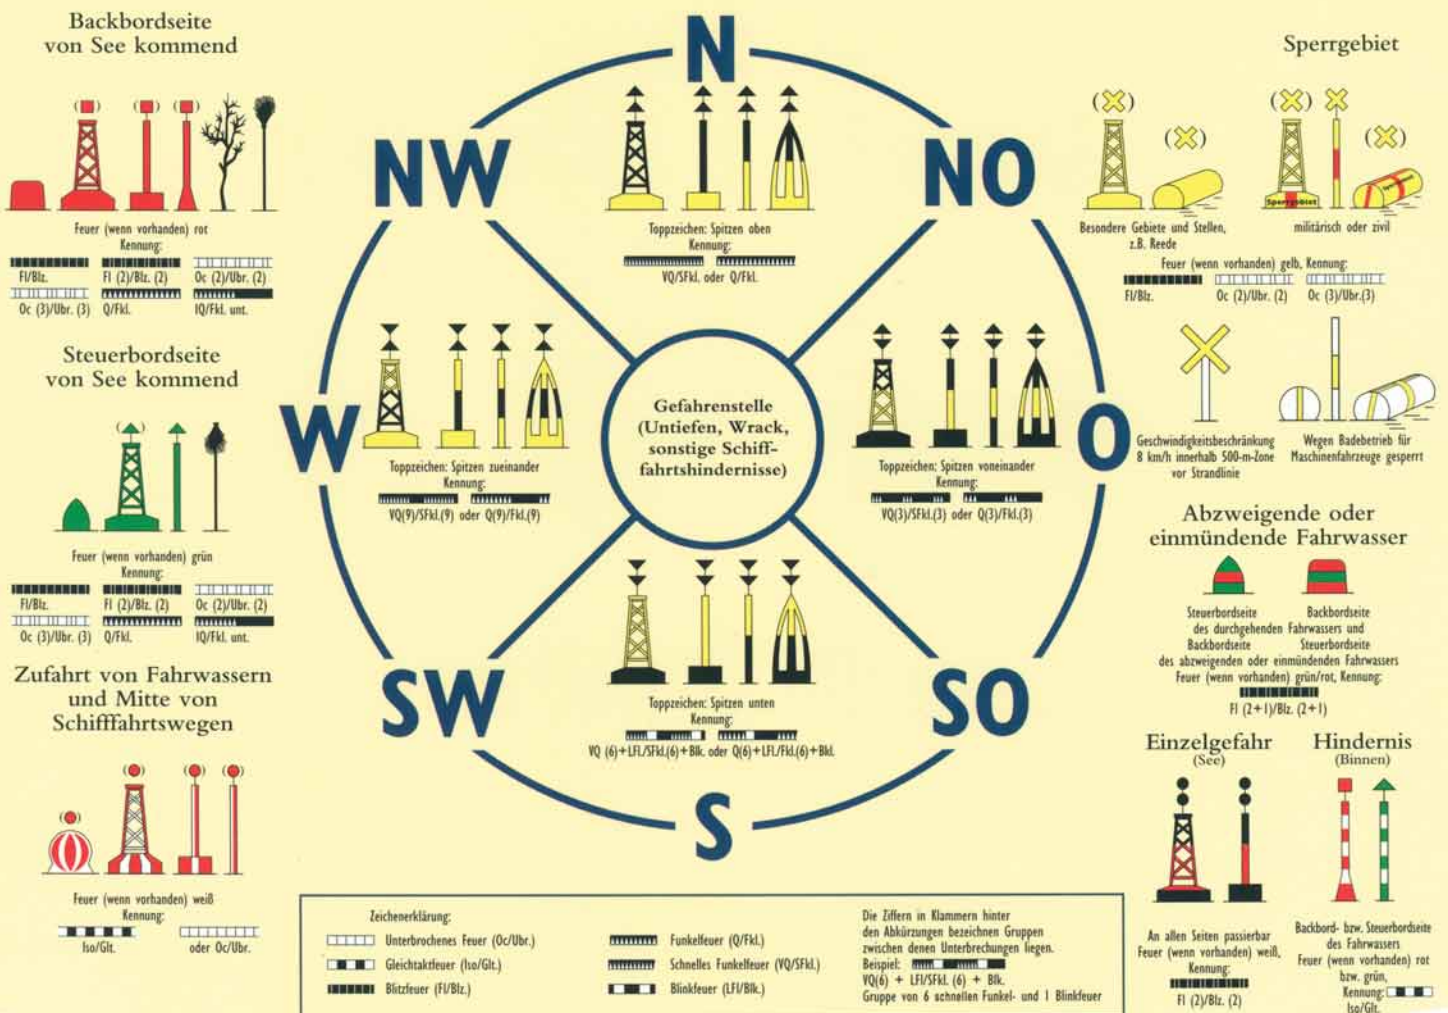 Backbordseite
von See kommend
Feuer (wenn vorhanden) rot
Kennung:
Fl/Blz.
Fl (2)/Blz. (2)
Oc (2)/Ubr. (2)
Oc (3)/Ubr. (3)
Q/Fkl.
IQ/Fkl. unt.
Steuerbordseite
von See kommend
Feuer (wenn vorhanden) grün
Kennung:
Fl/Blz.
Fl (2)/Blz. (2)
Oc (2)/Ubr. (2)
Oc (3)/Ubr. (3)
Q/Fkl.
IQ/Fkl. unt.
Zufahrt von Fahrwassern
und Mitte von
Schifffahrtswegen
Feuer (wenn vorhanden) weiß
Kennung:
Iso/Glt.
oder Oc/Ubr.
N
NW
NO
Toppzeichen: Spitzen oben
Kennung:
VQ/SFkl. oder Q/Fkl.
W
Toppzeichen: Spitzen zueinander
Kennung:
VQ(9)/SFkl.(9) oder Q(9)/Fkl.(9)
Gefahrenstelle
(Untiefen, Wrack,
sonstige Schiff-
fahrtshindernisse)
Toppzeichen: Spitzen voneinander
Kennung:
VQ(3)/SFkl.(3) oder Q(3)/Fkl.(3)
O
SW
Toppzeichen: Spitzen unten
Kennung:
VQ (6)+LFl/SFkl.(6)+Blk. oder Q(6)+LFl/Fkl.(6)+Bkl.
SO
S
Sperrgebiet
Sperrgebiet
Sperrgebiet
Besondere Gebiete und Stellen,
z.B. Reede
militärisch oder zivil
Feuer (wenn vorhanden) gelb, Kennung:
Fl/Blz.
Oc (2)/Ubr. (2)
Oc (3)/Ubr.(3)
Geschwindigkeitsbeschränkung
8 km/h innerhalb 500-m-Zone
vor Strandlinie
Wegen Badebetrieb für
Maschinenfahrzeuge gesperrt
Abzweigende oder
einmündende Fahrwasser
Steuerbordseite Backbordseite
des durchgehenden Fahrwassers und
Backbordseite Steuerbordseite
des abzweigenden oder einmündenden Fahrwassers
Feuer (wenn vorhanden) grün/rot, Kennung:
Fl (2+1)/Blz. (2+1)
Einzelgefahr
(See)
An allen Seiten passierbar
Feuer (wenn vorhanden) weiß,
Kennung:
Fl (2)/Blz. (2)
Hindernis
(Binnen)
Backbord- bzw. Steuerbordseite
des Fahrwassers
Feuer (wenn vorhanden) rot
bzw. grün,
Kennung:
Iso/Glt.
Zeichenerklärung:
Unterbrochenes Feuer (Oc/Ubr.)
Gleichtaktfeuer (Iso/Glt.)
Blitzfeuer (Fl/Blz.)
Funkelfeuer (Q/Fkl.)
Schnelles Funkelfeuer (VQ/SFkl.)
Blinkfeuer (LFl/Blk.)
Die Ziffern in Klammern hinter
den Abkürzungen bezeichnen Gruppen
zwischen denen Unterbrechungen liegen.
Beispiel:
VQ(6) + LFl/SFkl. (6) + Blk.
Gruppe von 6 schnellen Funkel- und 1 Blinkfeuer